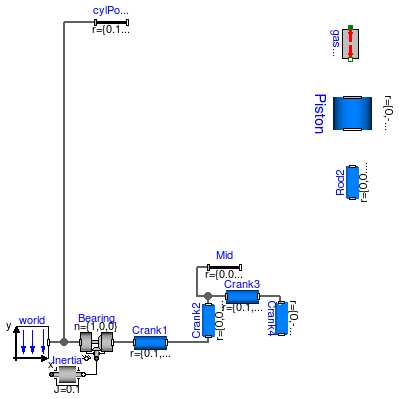 cylPo...
r={0.1...
gas...
Piston
r={0,-...
Rod2
r={0,0,...
Mid
r={0.0...
Crank3
r={0.1,...
Crank4
r={0,-...
Crank2
r={0,0,...
y
world
x
Bearing
n={1,0,0}
Crank1
r={0.1,...
Inertia
J=0.1